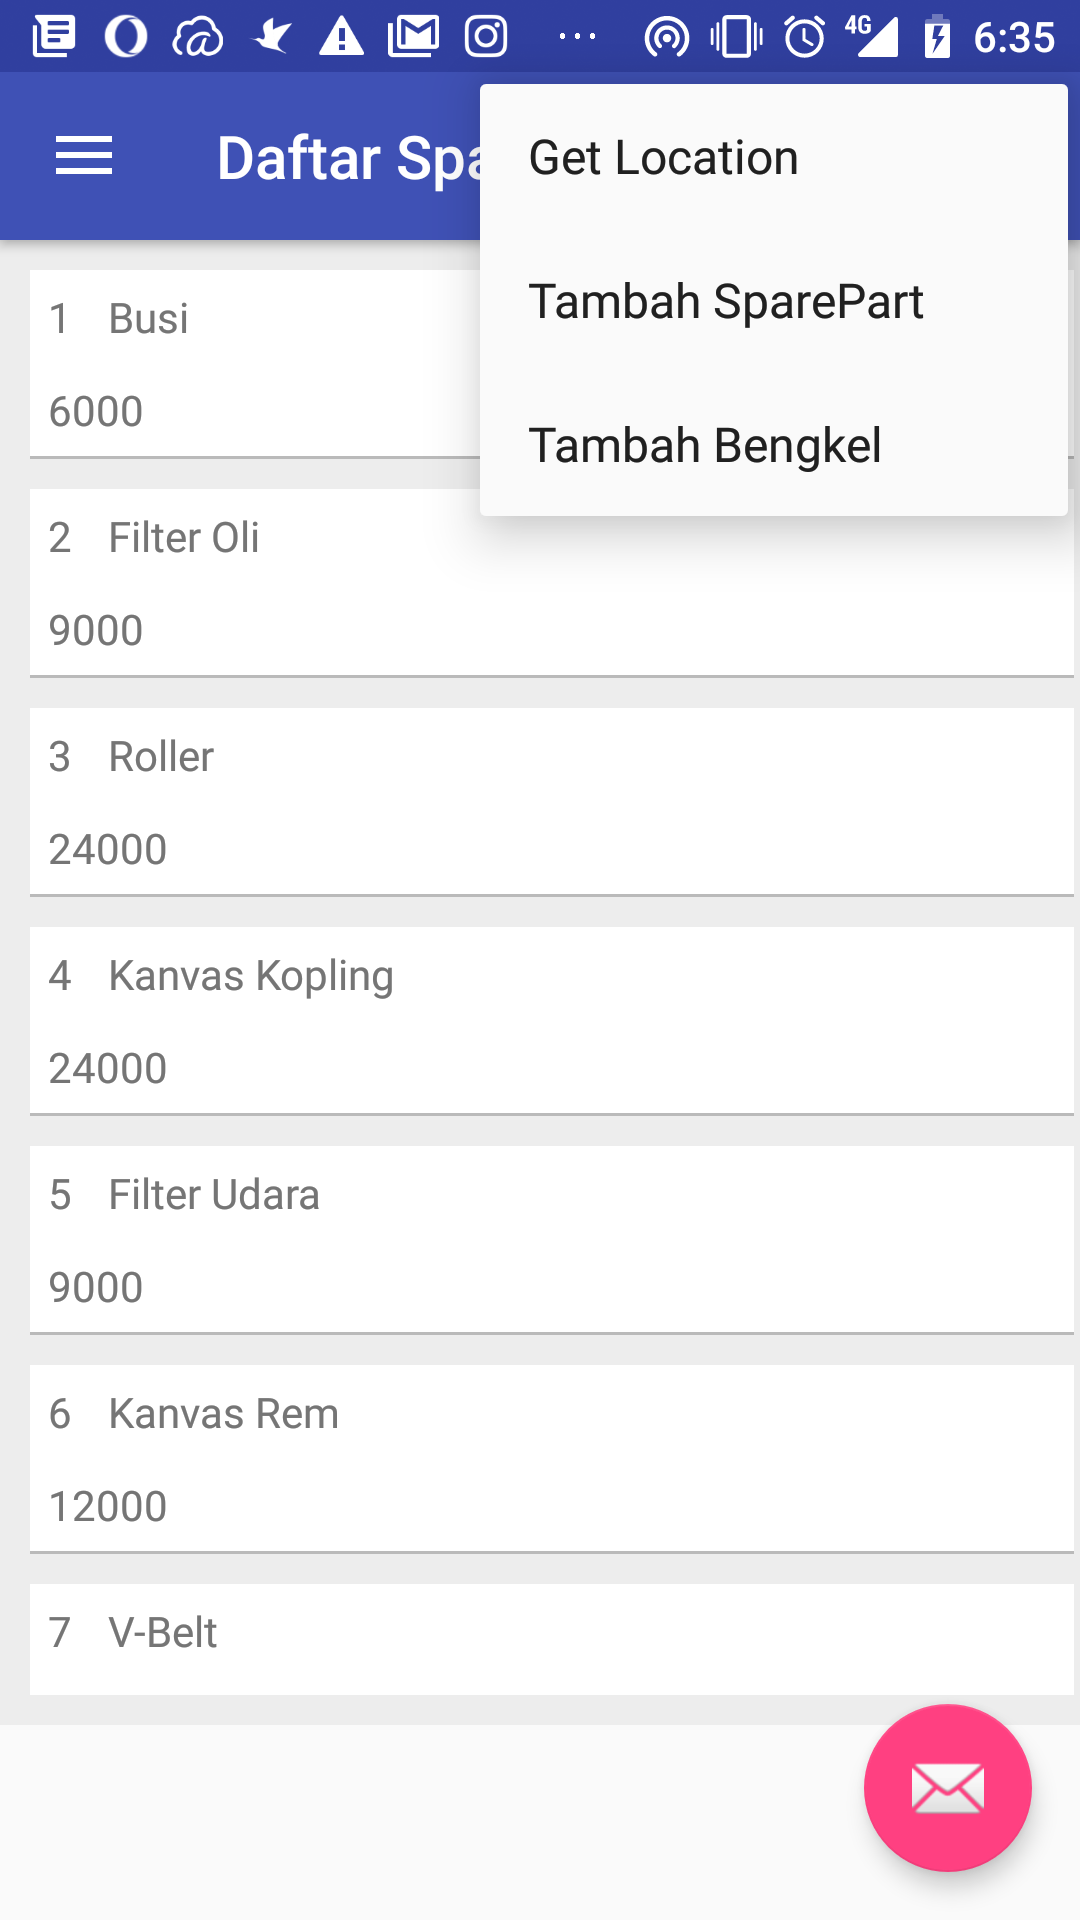 4G 6:35
Daftar Spa
Get Location
Tambah SparePart
Tambah Bengkel
1 Busi
6000
2 Filter Oli
9000
3 Roller
24000
4 Kanvas Kopling
24000
5 Filter Udara
9000
6 Kanvas Rem
12000
7 V-Belt